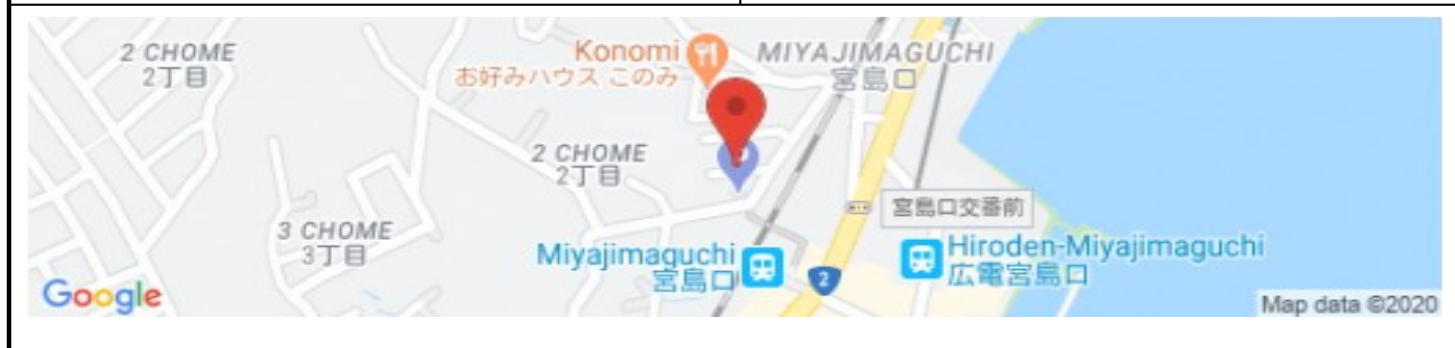 2 CHOME
2丁目
Konomi
お好みハウス このみ
MIYAJIMAGUCHI
宮島口
2 CHOME
2丁目
宮島口交番前
3 CHOME
3丁目
Miyajimaguchi
宮島口
2
Hiroden-Miyajimaguchi
広電宮島口
Google
Map data ©2020